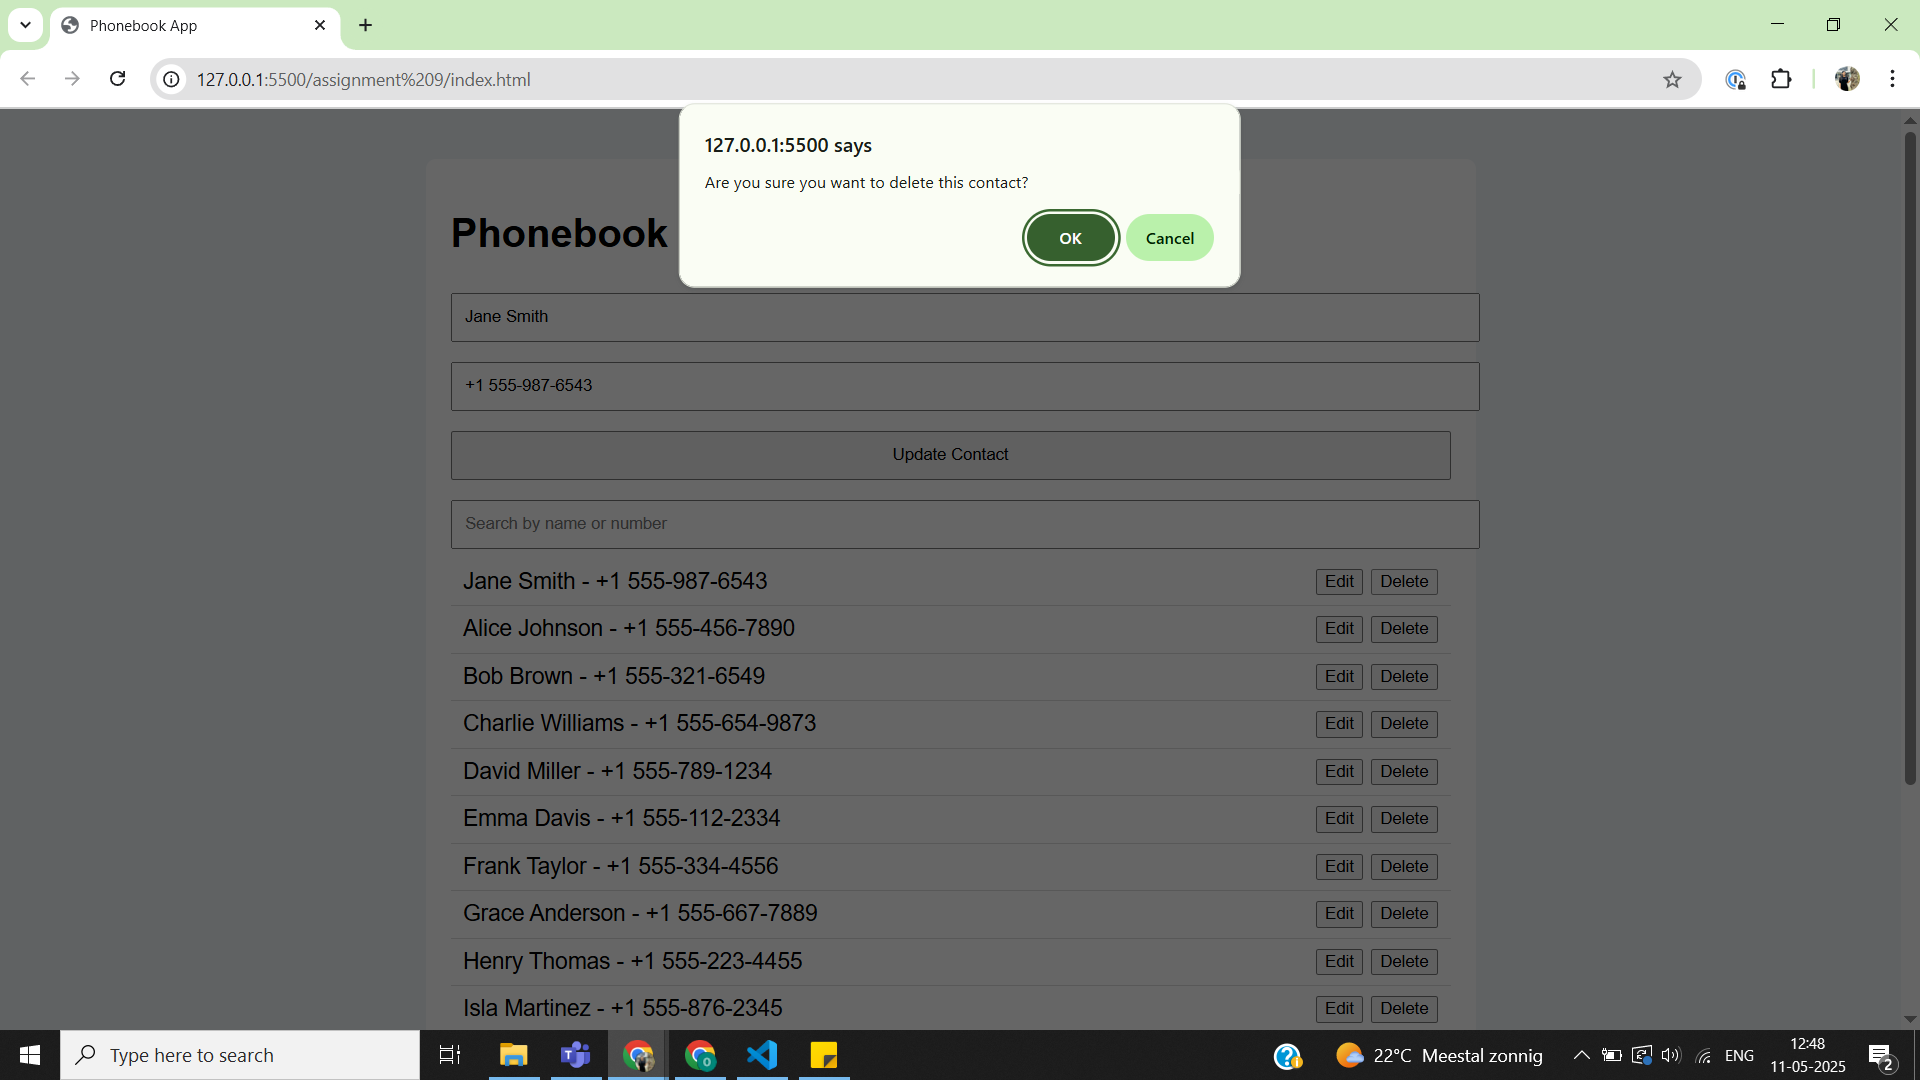 Phonebook App
127.0.0.1:5500/assignment%209/index.html
127.0.0.1:5500 says
Are you sure you want to delete this contact?
OK Cancel
Phonebook
Jane Smith
+1 555-987-6543
Update Contact
Search by name or number
Jane Smith - +1 555-987-6543 Edit Delete
Alice Johnson - +1 555-456-7890 Edit Delete
Bob Brown - +1 555-321-6549 Edit Delete
Charlie Williams - +1 555-654-9873 Edit Delete
David Miller - +1 555-789-1234 Edit Delete
Emma Davis - +1 555-112-2334 Edit Delete
Frank Taylor - +1 555-334-4556 Edit Delete
Grace Anderson - +1 555-667-7889 Edit Delete
Henry Thomas - +1 555-223-4455 Edit Delete
Isla Martinez - +1 555-876-2345 Edit Delete
Type here to search
22°C Meestal zonnig
ENG
12:48
11-05-2025
2